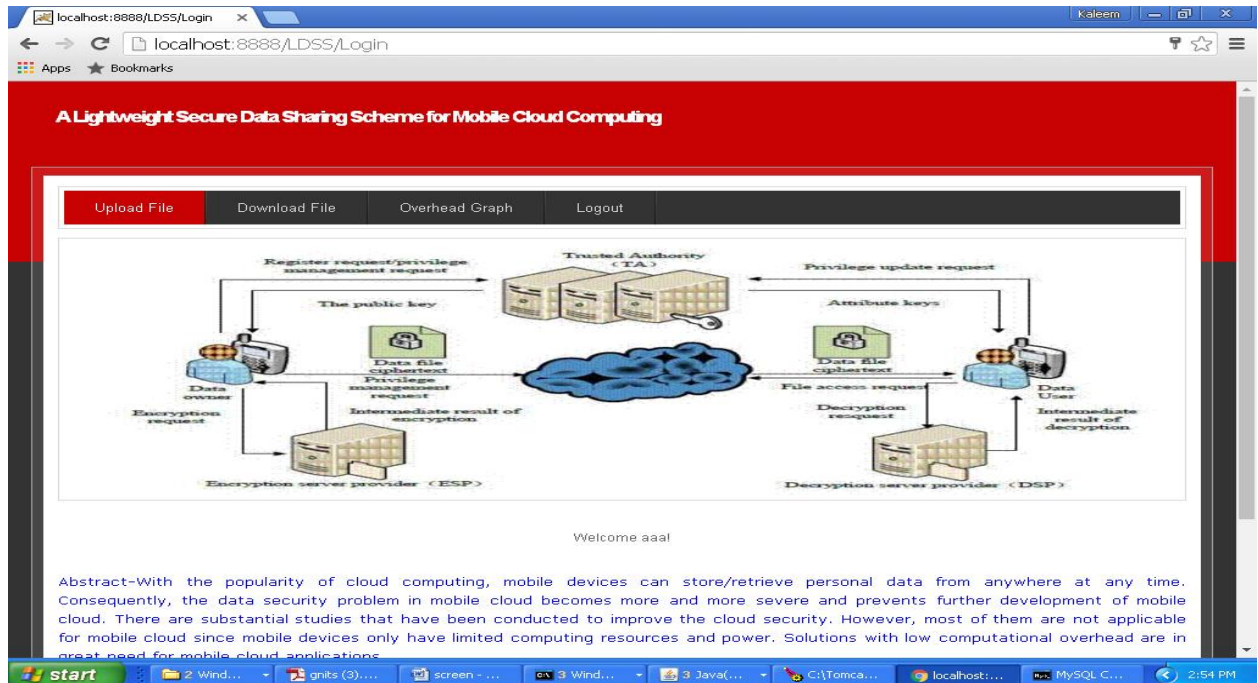 localhost:8888/LDSS/Login
Kaleem
localhost:8888/LDSS/Login
Apps Bookmarks
A Lightweight Secure Data Sharing Scheme for Mobile Cloud Computing
Upload File Download File Overhead Graph Logout
Register request/privilege
management request
Trusted Authority
(TA)
Privilege update request
The public key
Attribute keys
Data file
ciphertext
Data file
ciphertext
Privilege
management
request
File access request
Data
owner
Data
User
Encryption
request
Intermediate result of
encryption
Decryption
resquest
Intermediate
result of
decryption
Encryption server provider (ESP)
Decryption server provider (DSP)
Welcome aaa!
Abstract-With the popularity of cloud computing, mobile devices can store/retrieve personal data from anywhere at any time.
Consequently, the data security problem in mobile cloud becomes more and more severe and prevents further development of mobile
cloud. There are substantial studies that have been conducted to improve the cloud security. However, most of them are not applicable
for mobile cloud since mobile devices only have limited computing resources and power. Solutions with low computational overhead are in
great need for mobile cloud applications
start 2 Wind... gnits (3).... screen - ... 3 Wind... 3 Java(... C:\Tomca... localhost:... MySQL C... 2:54 PM